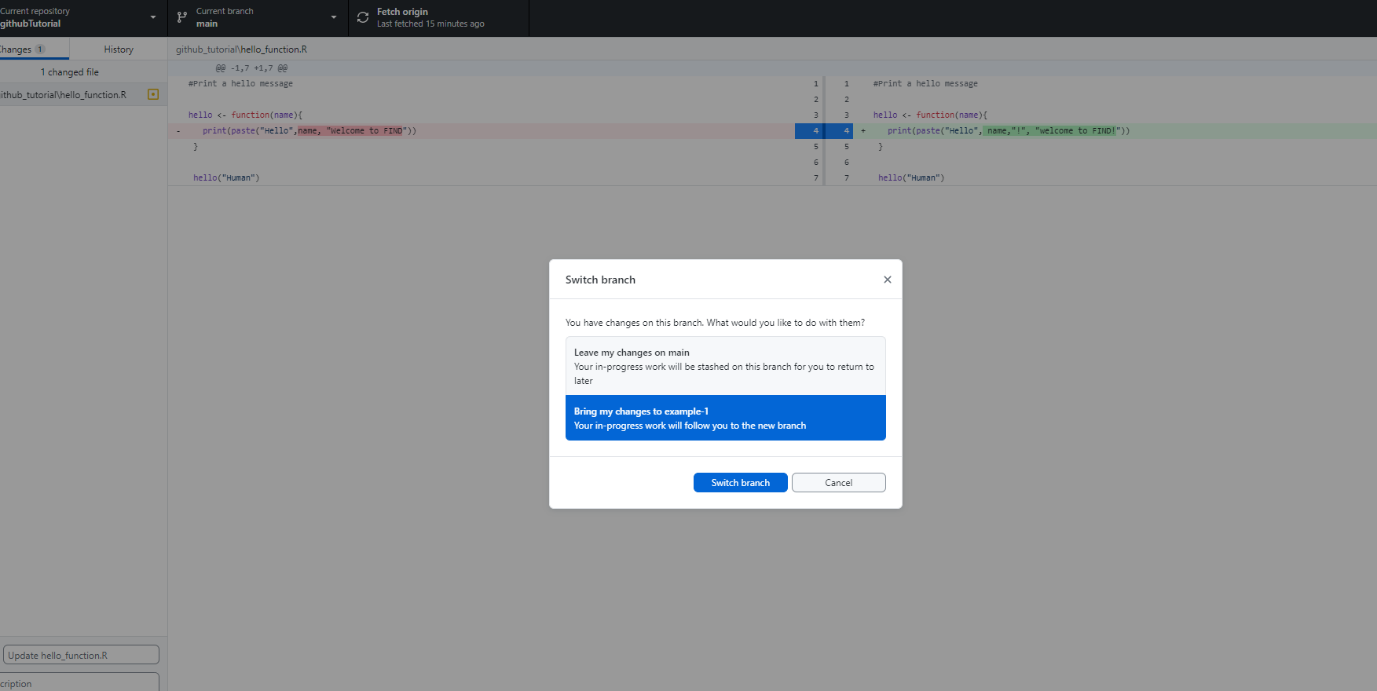 Current repository
githubTutorial
Current branch
main
Fetch origin
Last fetched 15 minutes ago
Changes 1
History
github_tutorial\hello_function.R
1 changed file
@@ -1,7 +1,7 @@
github_tutorial\hello_function.R
#Print a hello message 1 1 #Print a hello message
2 2
hello <- function(name){ 3 3 hello <- function(name){
- print(paste("Hello",name, "Welcome to FIND")) 4 4 + print(paste("Hello", name,"!", "welcome to FIND!"))
} 5 5 }
6 6
hello("Human") 7 7 hello("Human")
Switch branch
You have changes on this branch. What would you like to do with them?
Leave my changes on main
Your in-progress work will be stashed on this branch for you to return to
later
Bring my changes to example-1
Your in-progress work will follow you to the new branch
Switch branch
Cancel
Update hello_function.R
cription